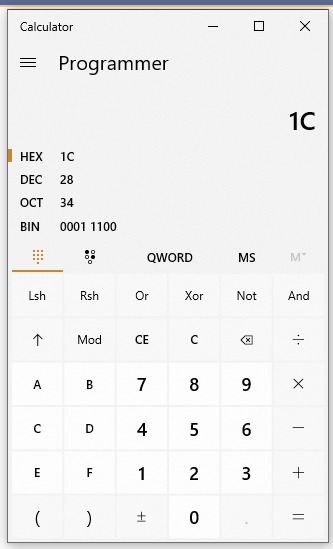 Calculator
Programmer
1C
HEX 1C
DEC 28
OCT 34
BIN 0001 1100
QWORD MS M˅
Lsh Rsh Or Xor Not And
↑ Mod CE C ⌫ ÷
A B 7 8 9 ×
C D 4 5 6 −
E F 1 2 3 +
( ) ± 0 . =